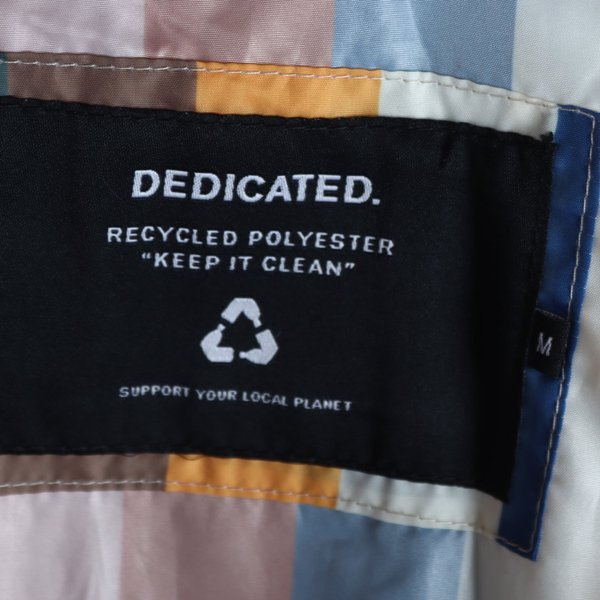 DEDICATED.
RECYCLED POLYESTER
“KEEP IT CLEAN”
SUPPORT YOUR LOCAL PLANET
M